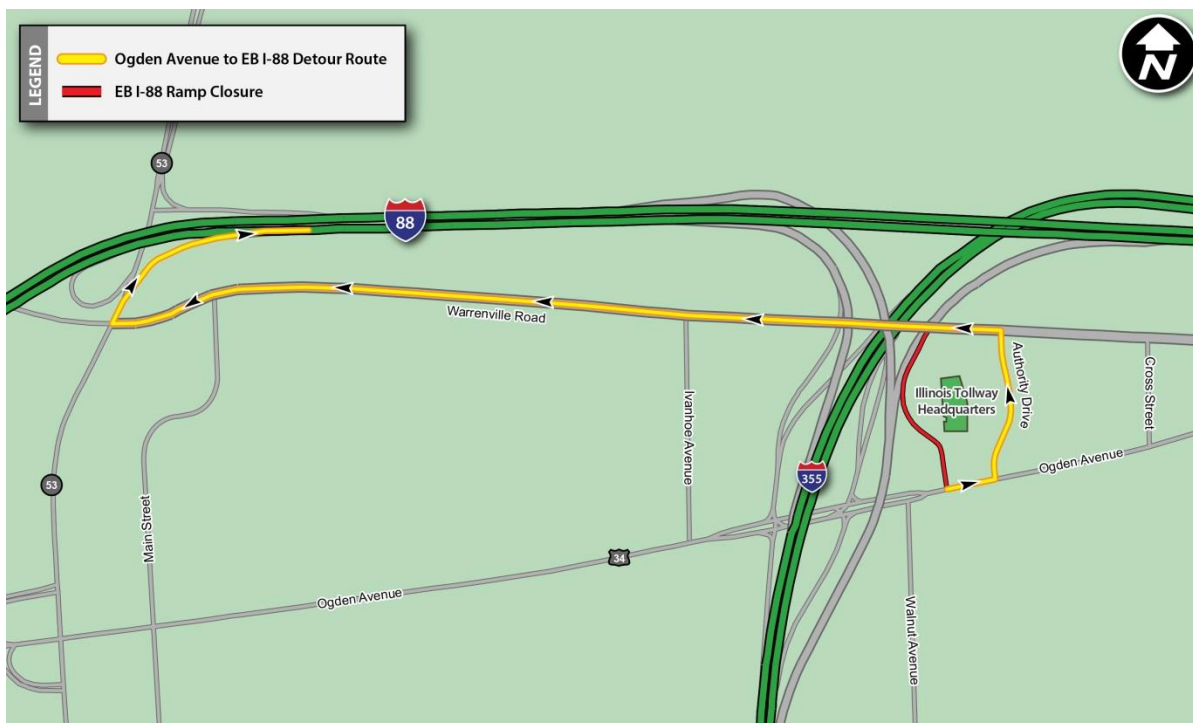 LEGEND
Ogden Avenue to EB I-88 Detour Route
EB I-88 Ramp Closure
N
53
88
Warrenville Road
Authority Drive
Cross Street
Illinois Tollway
Headquarters
Ivanhoe Avenue
Ogden Avenue
355
53
Main Street
34
Ogden Avenue
Walnut Avenue